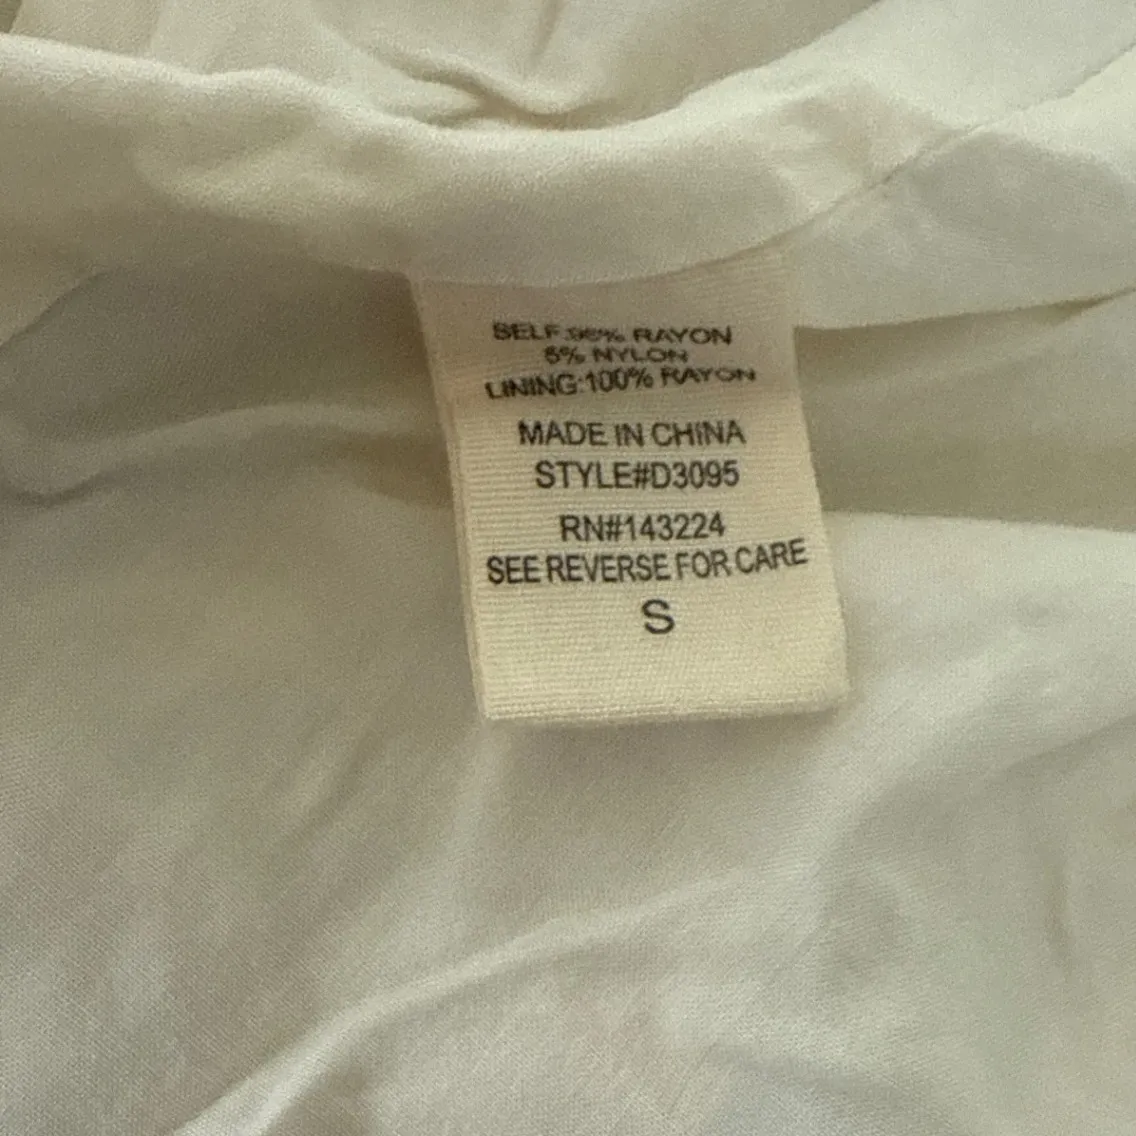 SELF:95% RAYON
5% NYLON
LINING:100% RAYON
MADE IN CHINA
STYLE#D3095
RN#143224
SEE REVERSE FOR CARE
S